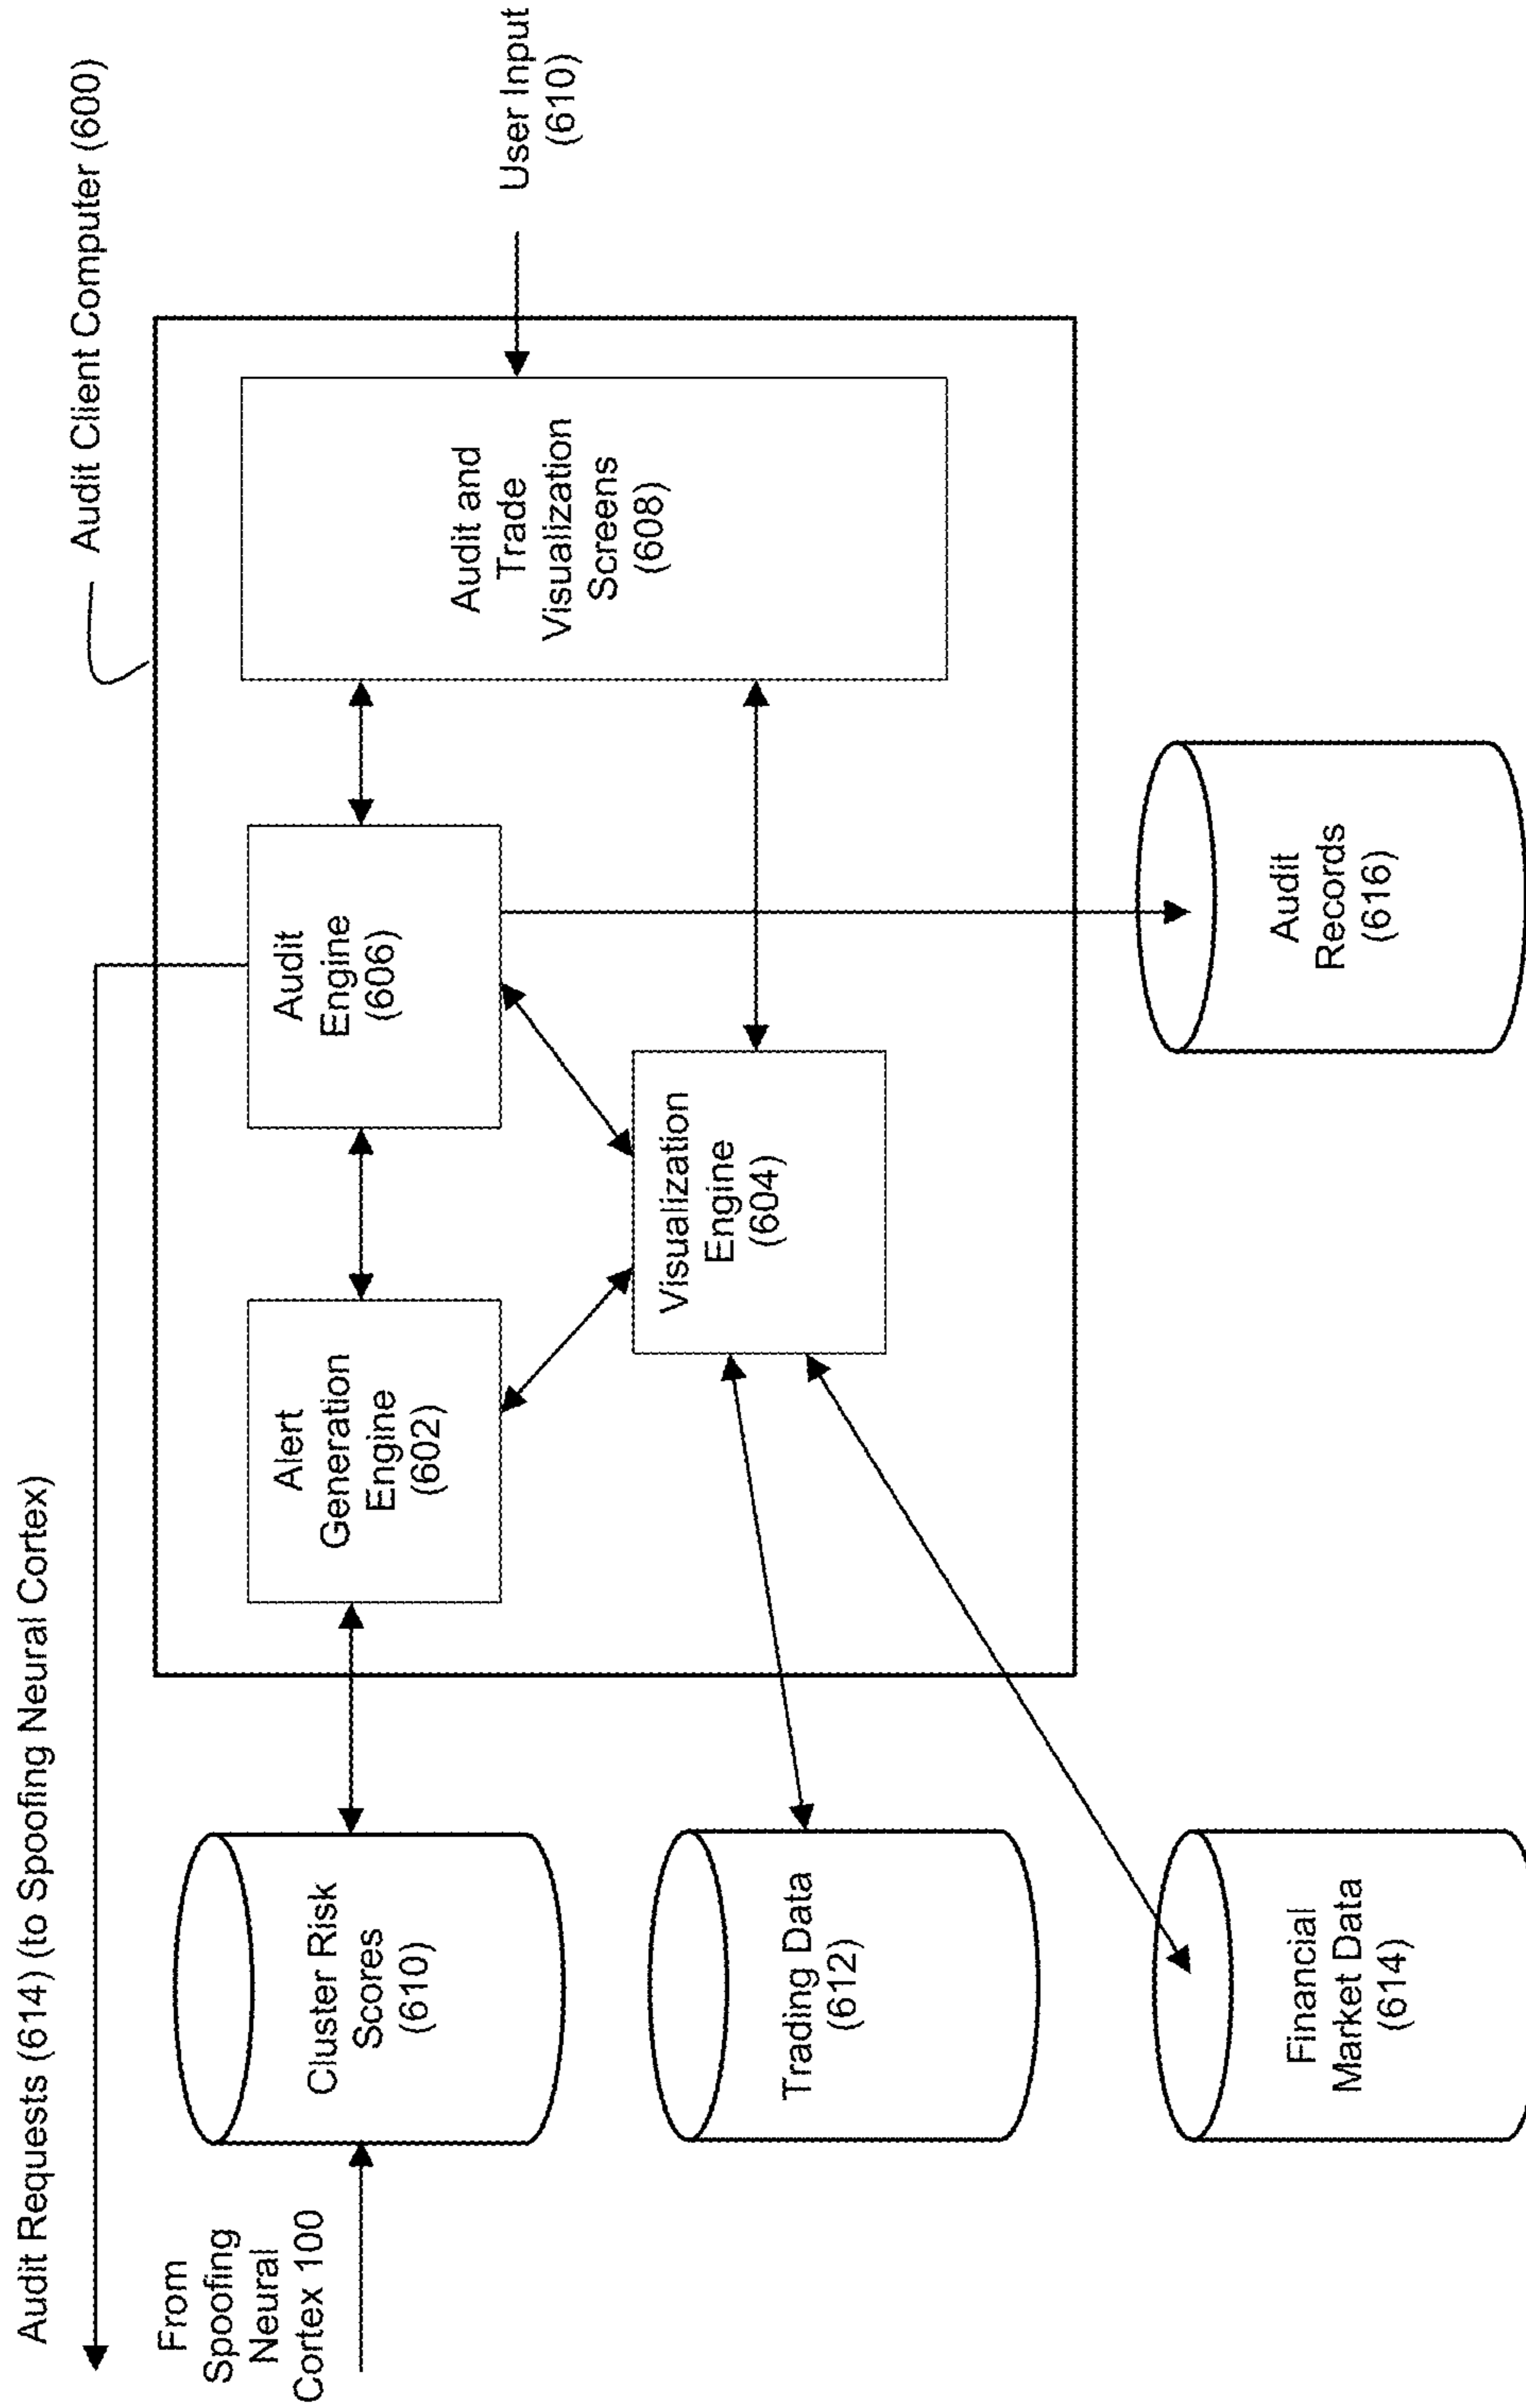 Audit Requests (614) (to Spoofing Neural Cortex)
Audit Client Computer (600)
From
Spoofing
Neural
Cortex 100
Cluster Risk
Scores
(610)
Alert
Generation
Engine
(602)
Audit
Engine
(606)
Audit and
Trade
Visualization
Screens
(608)
User Input
(610)
Trading Data
(612)
Visualization
Engine
(604)
Financial
Market Data
(614)
Audit
Records
(616)